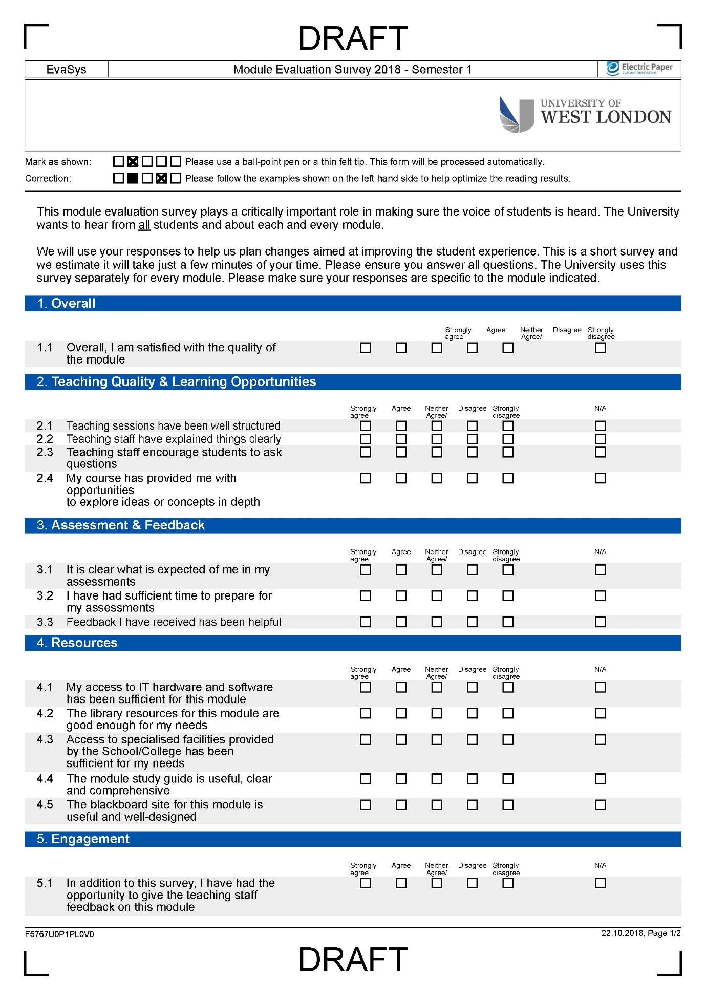 DRAFT
EvaSys
Module Evaluation Survey 2018 - Semester 1
Electric Paper
EVALUATIONSSYSTEME
UNIVERSITY OF
WEST LONDON
Mark as shown:
Please use a ball-point pen or a thin felt tip. This form will be processed automatically.
Correction:
Please follow the examples shown on the left hand side to help optimize the reading results.
This module evaluation survey plays a critically important role in making sure the voice of students is heard. The University
wants to hear from all students and about each and every module.
We will use your responses to help us plan changes aimed at improving the student experience. This is a short survey and
we estimate it will take just a few minutes of your time. Please ensure you answer all questions. The University uses this
survey separately for every module. Please make sure your responses are specific to the module indicated.
1. Overall
Strongly Agree Neither Disagree Strongly
agree Agree/ disagree
1.1 Overall, I am satisfied with the quality of
the module
2. Teaching Quality & Learning Opportunities
Strongly Agree Neither Disagree Strongly N/A
agree Agree/ disagree
2.1 Teaching sessions have been well structured
2.2 Teaching staff have explained things clearly
2.3 Teaching staff encourage students to ask
questions
2.4 My course has provided me with
opportunities
to explore ideas or concepts in depth
3. Assessment & Feedback
Strongly Agree Neither Disagree Strongly N/A
agree Agree/ disagree
3.1 It is clear what is expected of me in my
assessments
3.2 I have had sufficient time to prepare for
my assessments
3.3 Feedback I have received has been helpful
4. Resources
Strongly Agree Neither Disagree Strongly N/A
agree Agree/ disagree
4.1 My access to IT hardware and software
has been sufficient for this module
4.2 The library resources for this module are
good enough for my needs
4.3 Access to specialised facilities provided
by the School/College has been
sufficient for my needs
4.4 The module study guide is useful, clear
and comprehensive
4.5 The blackboard site for this module is
useful and well-designed
5. Engagement
Strongly Agree Neither Disagree Strongly N/A
agree Agree/ disagree
5.1 In addition to this survey, I have had the
opportunity to give the teaching staff
feedback on this module
F5767U0P1PL0V0
22.10.2018, Page 1/2
DRAFT